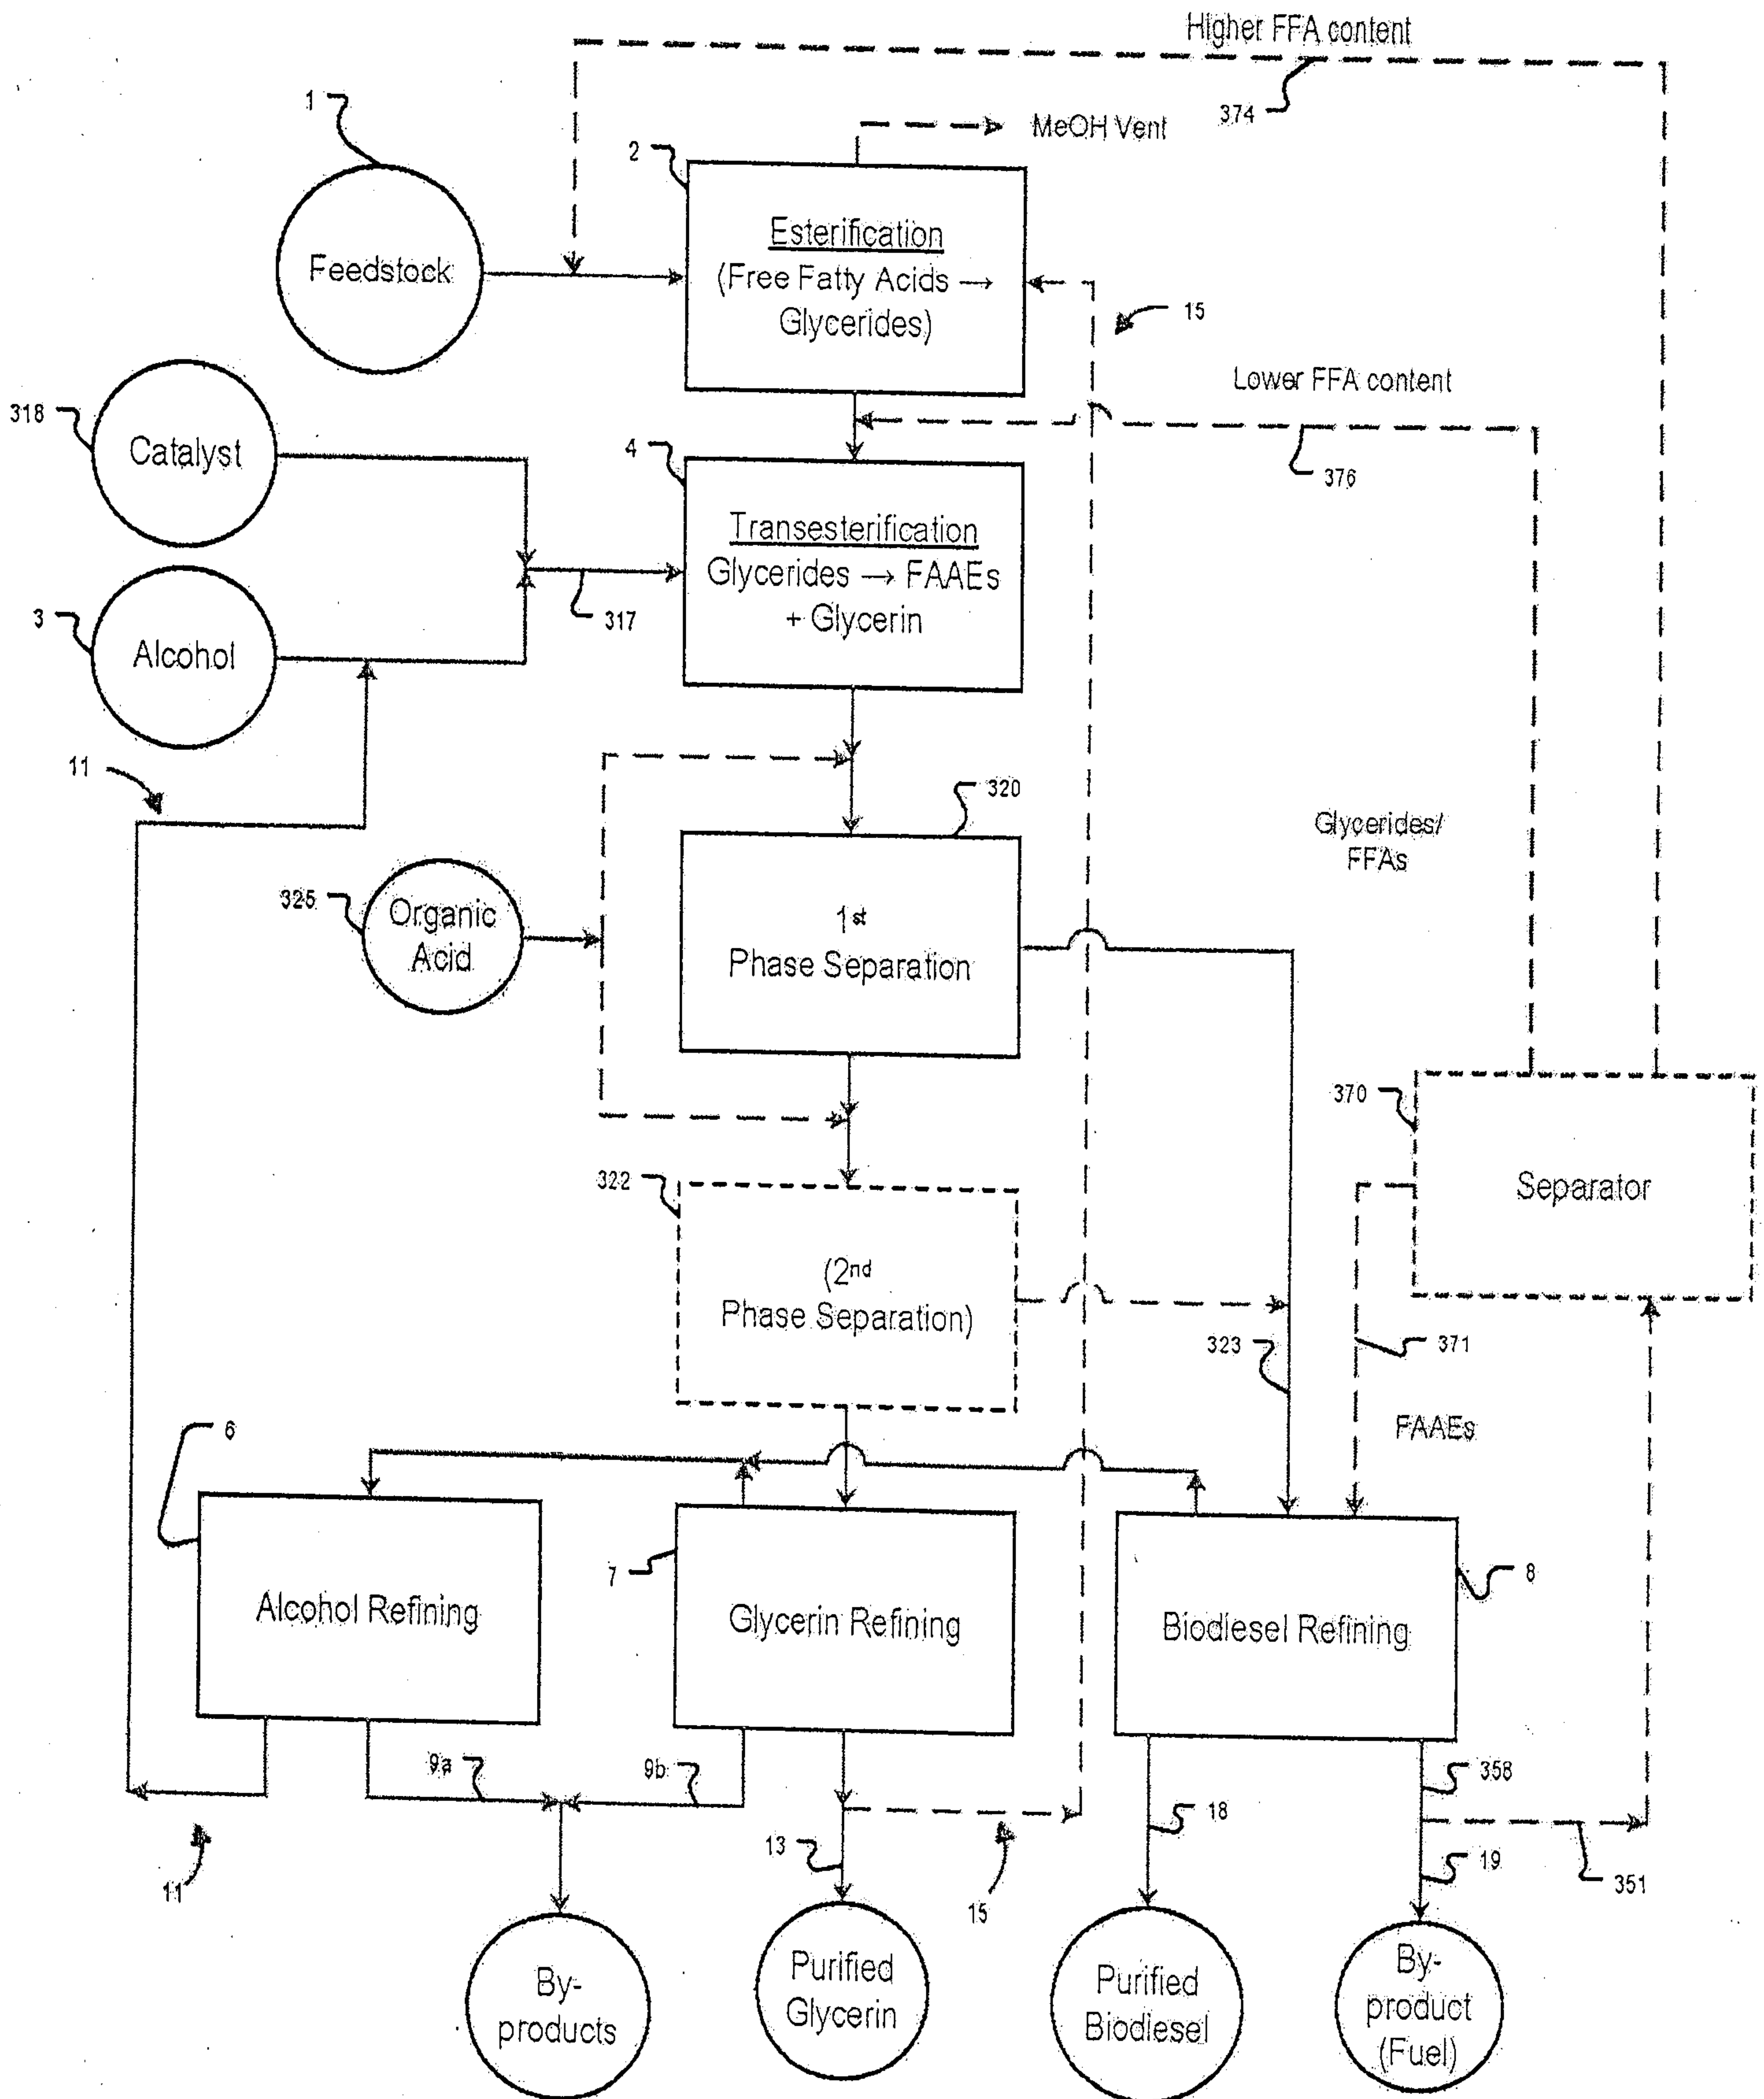 Higher FFA content
374
1
MeOH Vent
2
Feedstock
Esterification
(Free Fatty Acids →
Glycerides)
15
Lower FFA content
318
Catalyst
4
376
Transesterification
Glycerides → FAAEs
+ Glycerin
317
3
Alcohol
11
320
Glycerides/
FFAs
325
Organic
Acid
1st
Phase Separation
370
Separator
322
(2nd
Phase Separation)
323
371
FAAEs
6
7
8
Alcohol Refining
Glycerin Refining
Biodiesel Refining
9a
9b
358
18
13
19
351
11
15
By-
products
Purified
Glycerin
Purified
Biodiesel
By-
product
(Fuel)